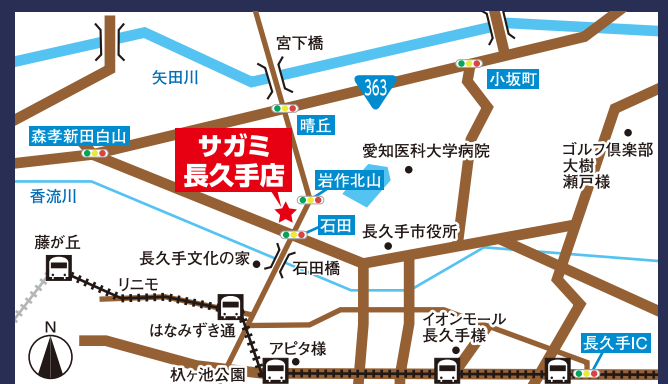 宮下橋
矢田川
363
小坂町
晴丘
森孝新田白山
サガミ
長久手店
愛知医科大学病院
ゴルフ倶楽部
大樹
瀬戸様
岩作北山
香流川
石田
長久手市役所
藤が丘
長久手文化の家
石田橋
リニモ
はなみずき通
イオンモール
長久手様
N
アピタ様
長久手IC
杁ヶ池公園